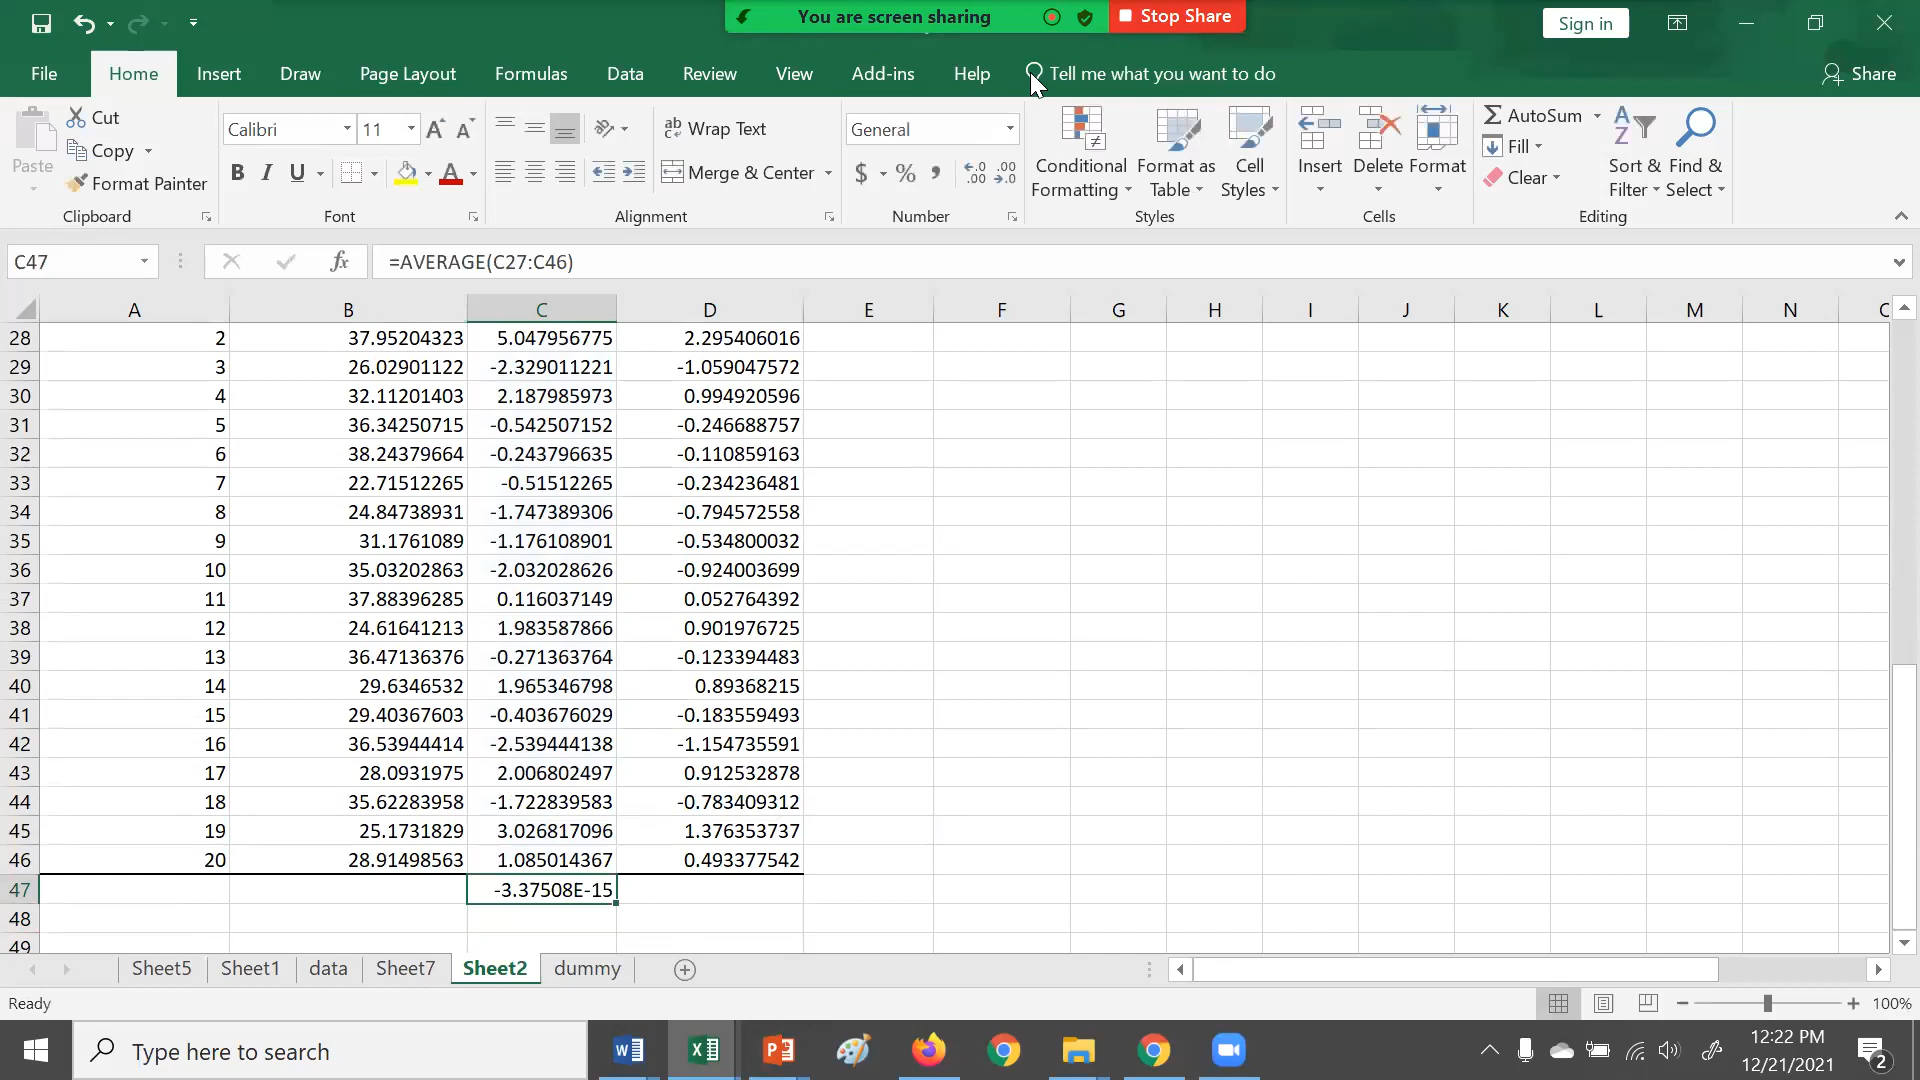 You are screen sharing
Stop Share
Sign in
File
Home
Insert
Draw
Page Layout
Formulas
Data
Review
View
Add-ins
Help
Tell me what you want to do
Share
Paste
Cut
Copy
Format Painter
Clipboard
Calibri
11
B I U
Font
Wrap Text
Merge & Center
Alignment
General
$ % ,
Number
Conditional Formatting
Format as Table
Cell Styles
Styles
Insert
Delete
Format
Cells
AutoSum
Fill
Clear
Sort & Filter
Find & Select
Editing
C47
fx
=AVERAGE(C27:C46)
A B C D E F G H I J K L M N
28 2 37.95204323 5.047956775 2.295406016
29 3 26.02901122 -2.329011221 -1.059047572
30 4 32.11201403 2.187985973 0.994920596
31 5 36.34250715 -0.542507152 -0.246688757
32 6 38.24379664 -0.243796635 -0.110859163
33 7 22.71512265 -0.51512265 -0.234236481
34 8 24.84738931 -1.747389306 -0.794572558
35 9 31.1761089 -1.176108901 -0.534800032
36 10 35.03202863 -2.032028626 -0.924003699
37 11 37.88396285 0.116037149 0.052764392
38 12 24.61641213 1.983587866 0.901976725
39 13 36.47136376 -0.271363764 -0.123394483
40 14 29.6346532 1.965346798 0.89368215
41 15 29.40367603 -0.403676029 -0.183559493
42 16 36.53944414 -2.539444138 -1.154735591
43 17 28.0931975 2.006802497 0.912532878
44 18 35.62283958 -1.722839583 -0.783409312
45 19 25.1731829 3.026817096 1.376353737
46 20 28.91498563 1.085014367 0.493377542
47 -3.37508E-15
48
49
Sheet5
Sheet1
data
Sheet7
Sheet2
dummy
Ready
100%
Type here to search
12:22 PM
12/21/2021
2